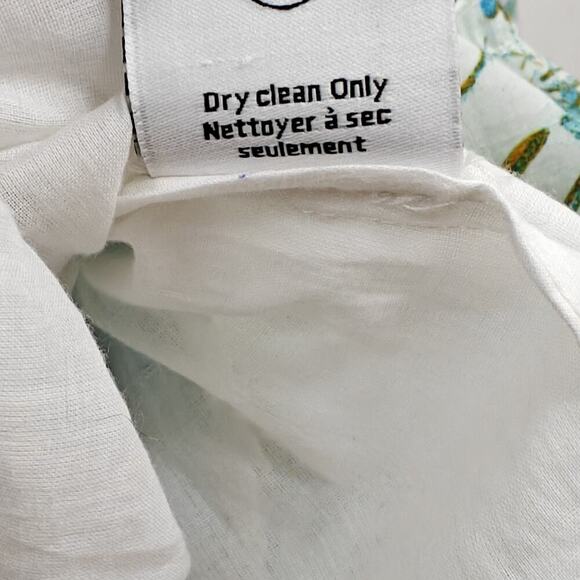 Dry clean Only
Nettoyer à sec
seulement